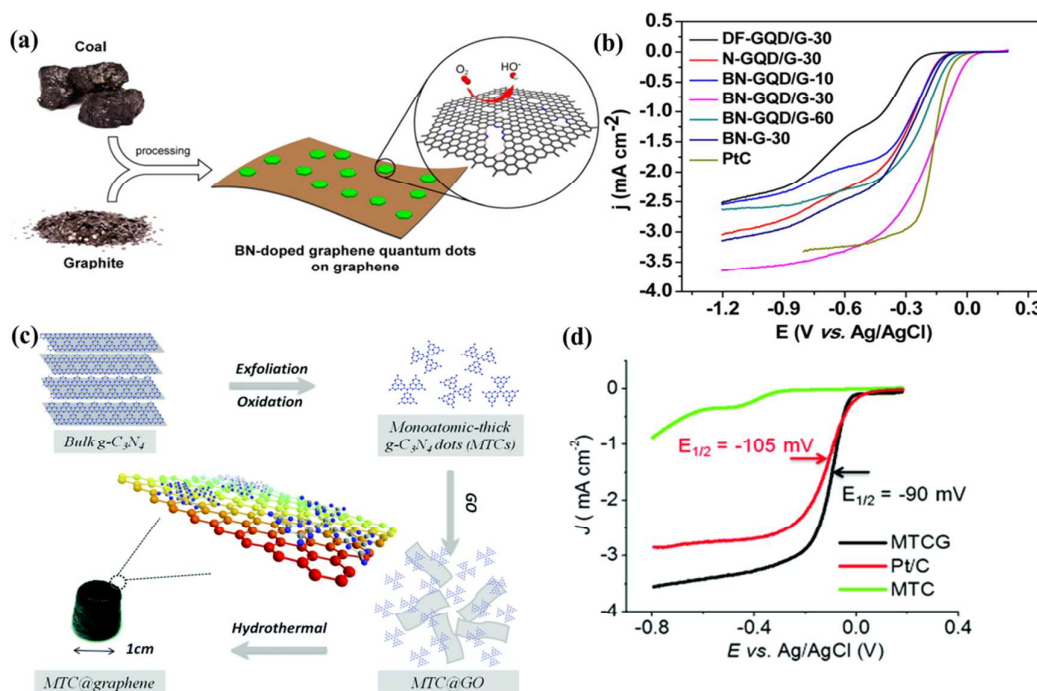 (a)
Coal
processing
Graphite
O2
HO-
BN-doped graphene quantum dots
on graphene
(b)
0.0
-0.5
-1.0
-1.5
-2.0
-2.5
-3.0
-3.5
-4.0
j (mA cm-2)
DF-GQD/G-30
N-GQD/G-30
BN-GQD/G-10
BN-GQD/G-30
BN-GQD/G-60
BN-G-30
PtC
-1.2 -0.9 -0.6 -0.3 0.0 0.3
E (V vs. Ag/AgCl)
(c)
Bulk g-C3N4
Exfoliation
Oxidation
Monoatomic-thick
g-C3N4 dots (MTCs)
GO
MTC@GO
Hydrothermal
1cm
MTC@graphene
(d)
0
-1
-2
-3
-4
J ( mA cm-2)
E1/2 = -105 mV
E1/2 = -90 mV
MTCG
Pt/C
MTC
-0.8 -0.4 0.0 0.4
E vs. Ag/AgCl (V)